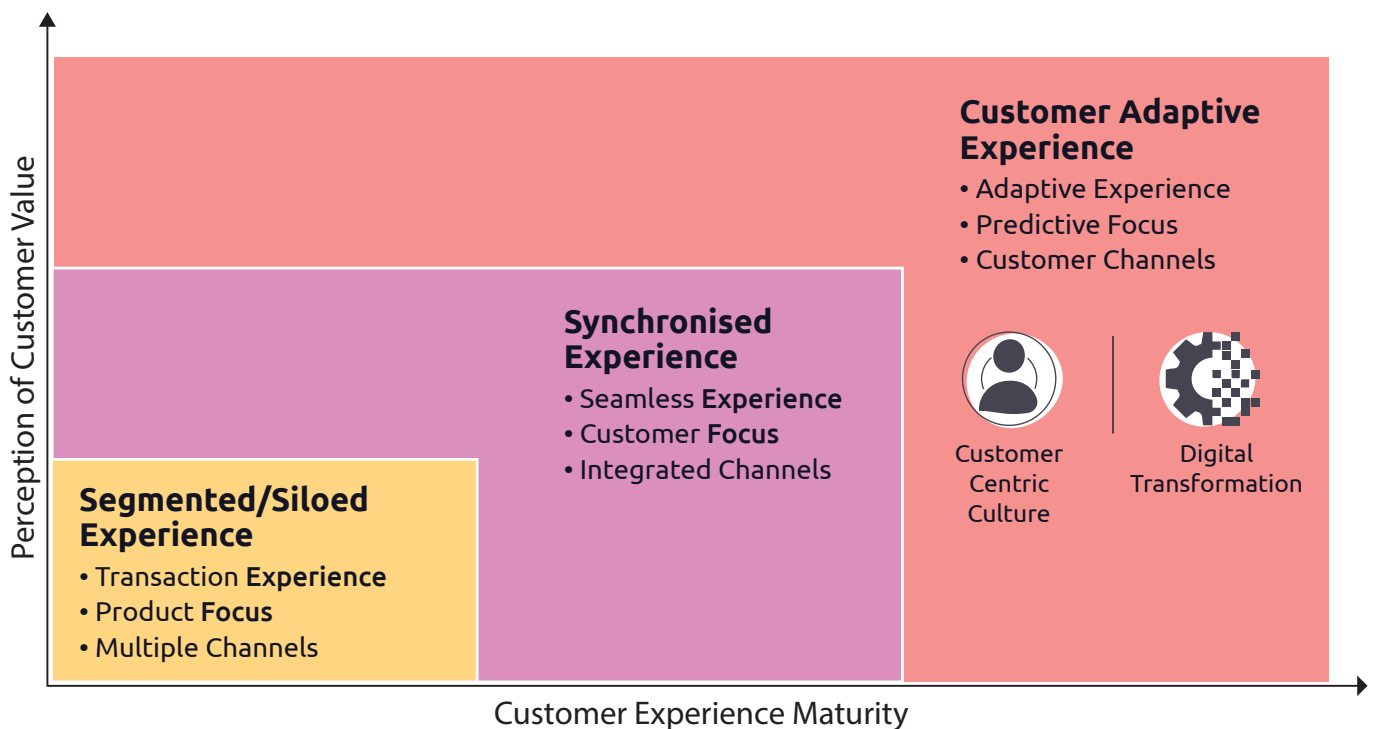 Perception of Customer Value
Customer Adaptive
Experience
• Adaptive Experience
• Predictive Focus
• Customer Channels
Synchronised
Experience
• Seamless Experience
• Customer Focus
• Integrated Channels
Customer
Centric
Culture
Digital
Transformation
Segmented/Siloed
Experience
• Transaction Experience
• Product Focus
• Multiple Channels
Customer Experience Maturity